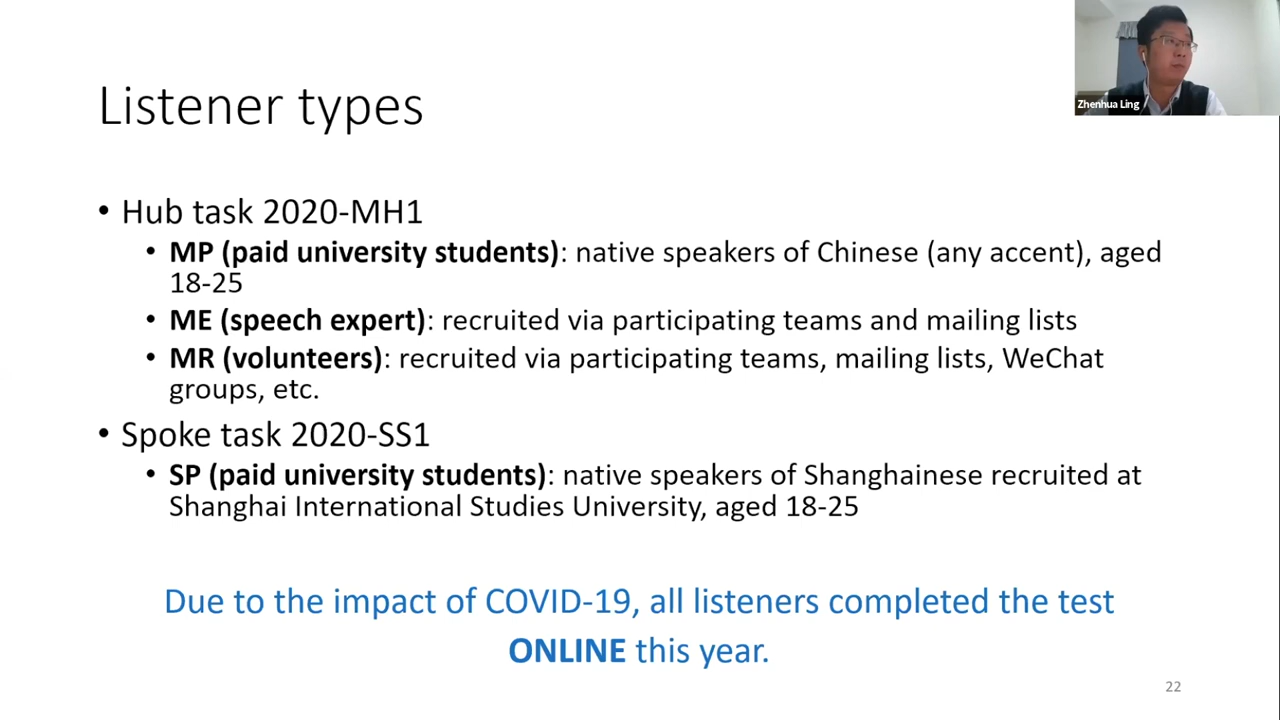 Zhenhua Ling
Listener types
• Hub task 2020-MH1
• MP (paid university students): native speakers of Chinese (any accent), aged
18-25
• ME (speech expert): recruited via participating teams and mailing lists
• MR (volunteers): recruited via participating teams, mailing lists, WeChat
groups, etc.
• Spoke task 2020-SS1
• SP (paid university students): native speakers of Shanghainese recruited at
Shanghai International Studies University, aged 18-25
Due to the impact of COVID-19, all listeners completed the test
ONLINE this year.
22